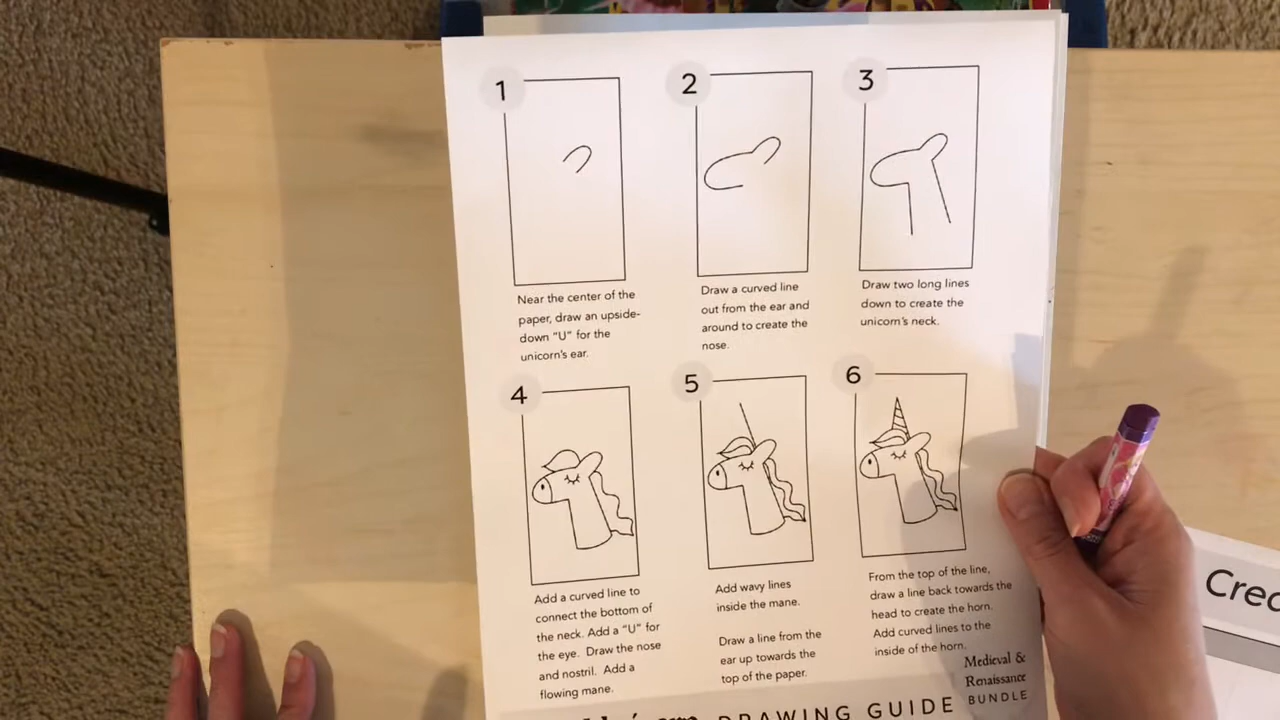 1
Near the center of the
paper, draw an upside-
down “U” for the
unicorn’s ear.
2
Draw a curved line
out from the ear and
around to create the
nose.
3
Draw two long lines
down to create the
unicorn’s neck.
4
Add a curved line to
connect the bottom of
the neck. Add a “U” for
the eye. Draw the nose
and nostril. Add a
flowing mane.
5
Add wavy lines
inside the mane.
Draw a line from the
ear up towards the
top of the paper.
6
From the top of the line,
draw a line back towards the
head to create the horn.
Add curved lines to the
inside of the horn.
Medieval &
Renaissance
BUNDLE
DRAWING GUIDE